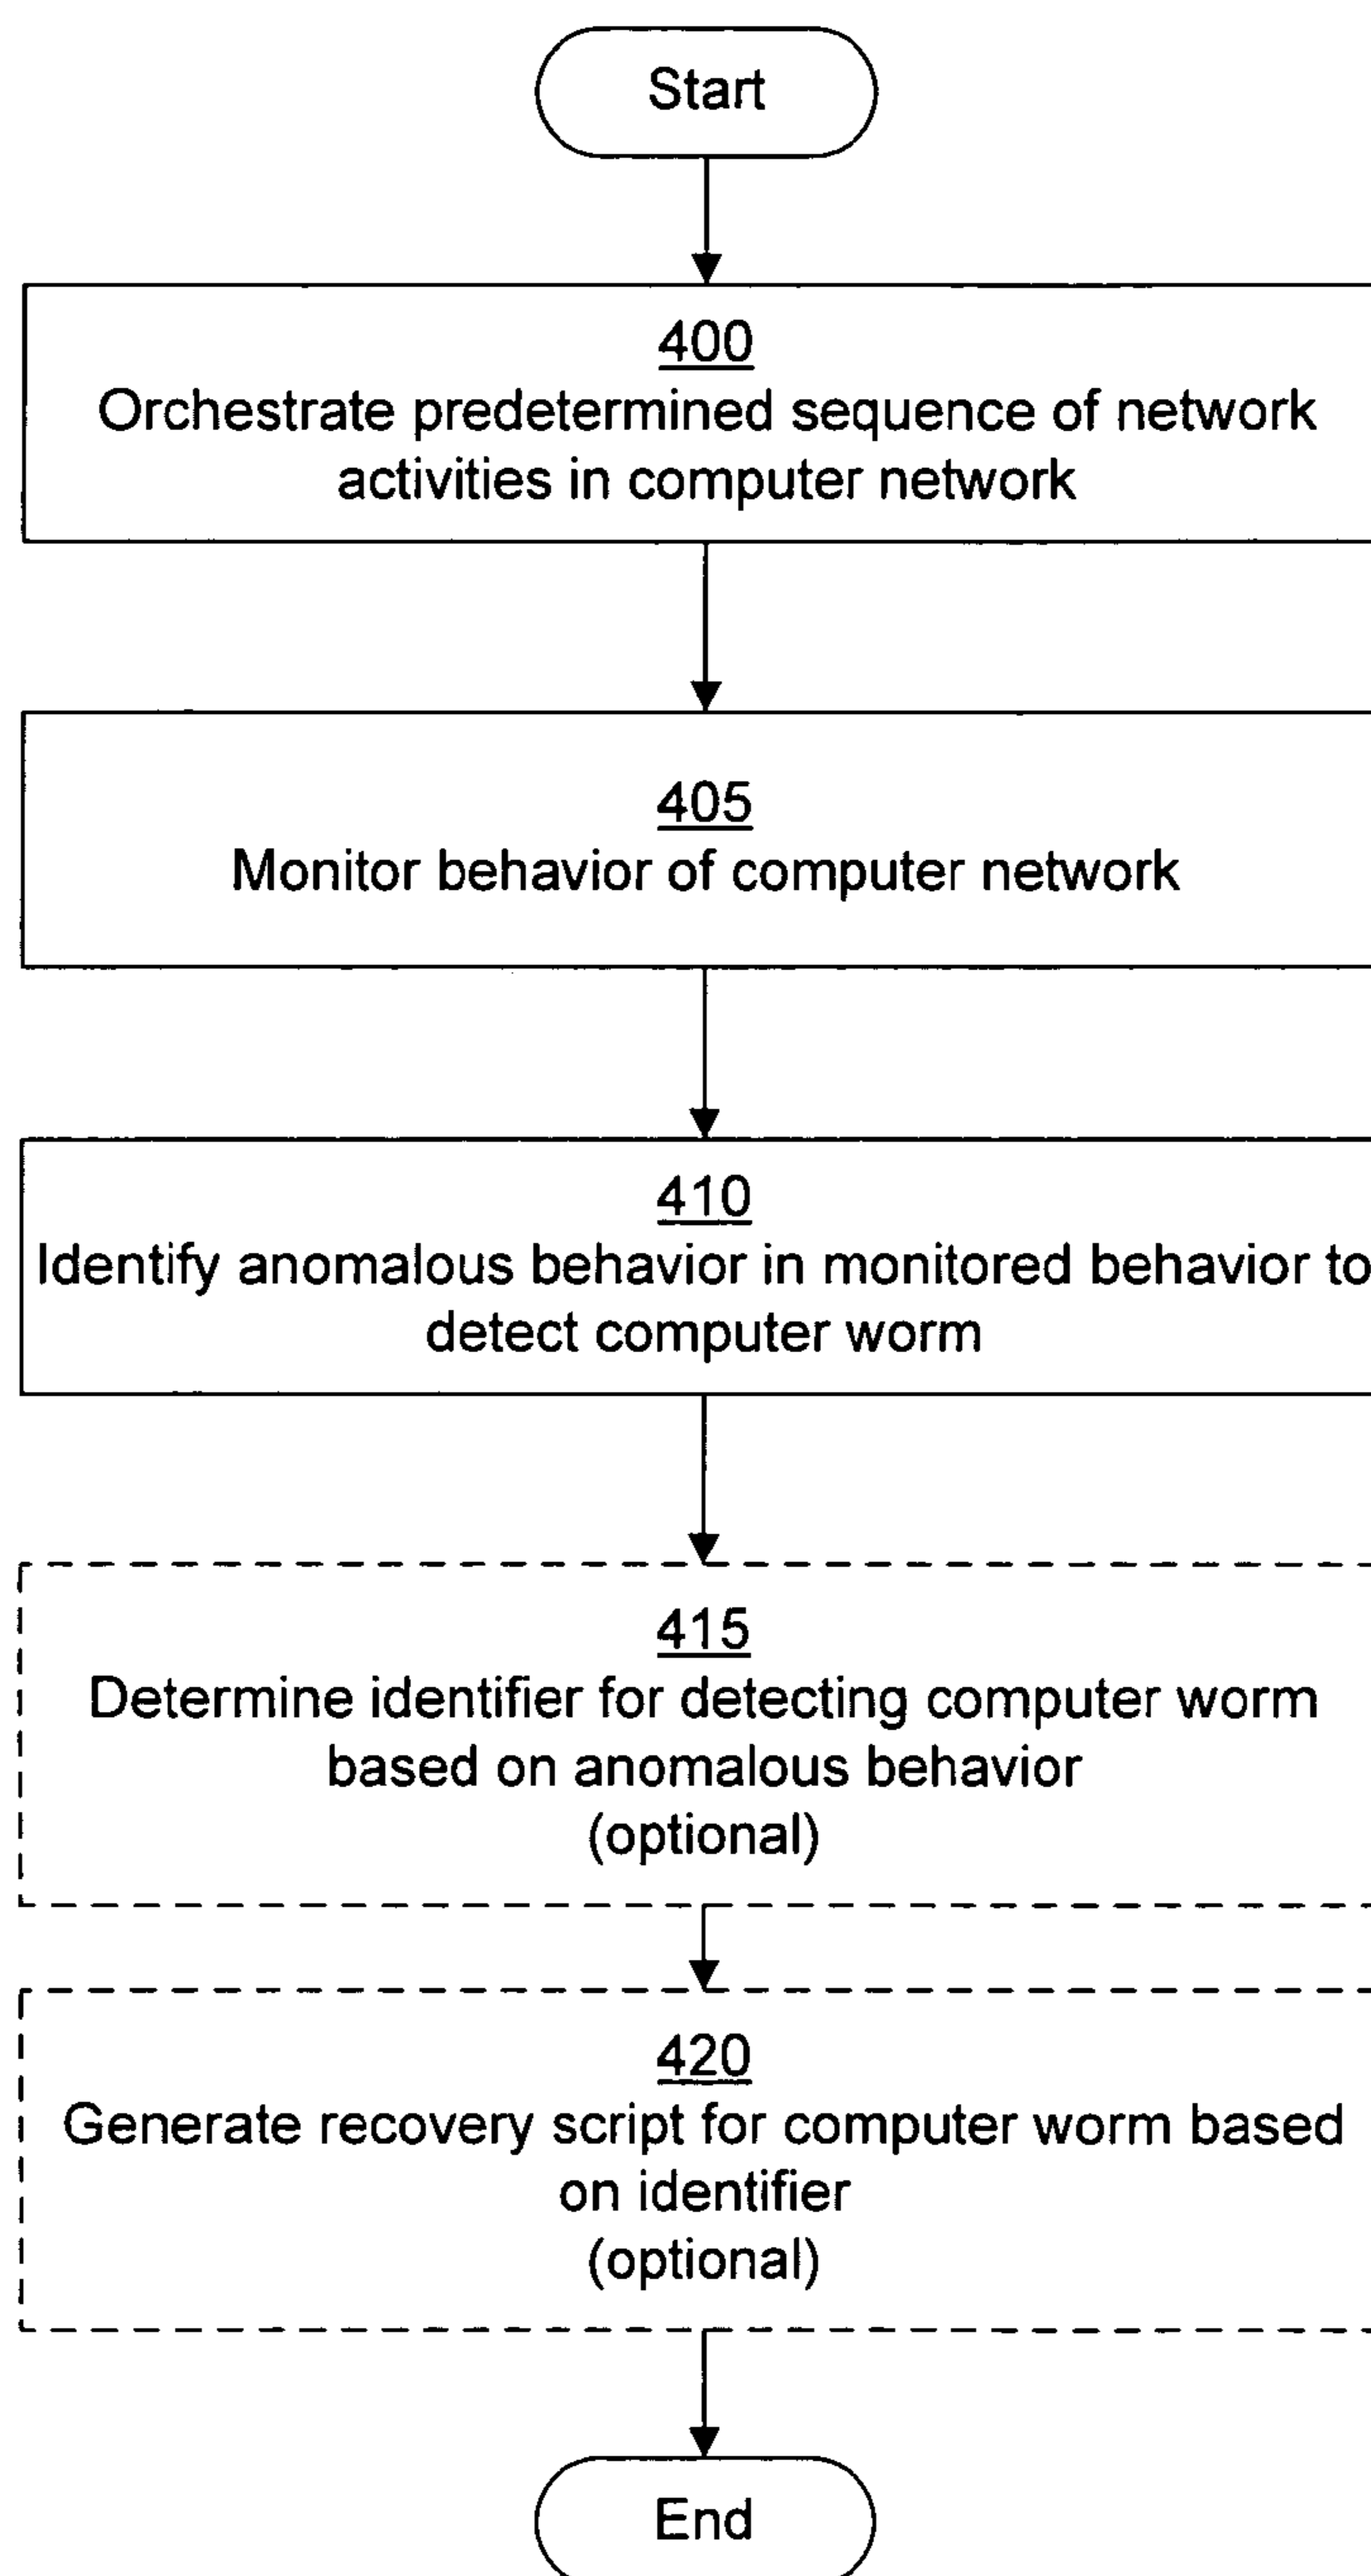 Start
400
Orchestrate predetermined sequence of network
activities in computer network
405
Monitor behavior of computer network
410
Identify anomalous behavior in monitored behavior to
detect computer worm
415
Determine identifier for detecting computer worm
based on anomalous behavior
(optional)
420
Generate recovery script for computer worm based
on identifier
(optional)
End